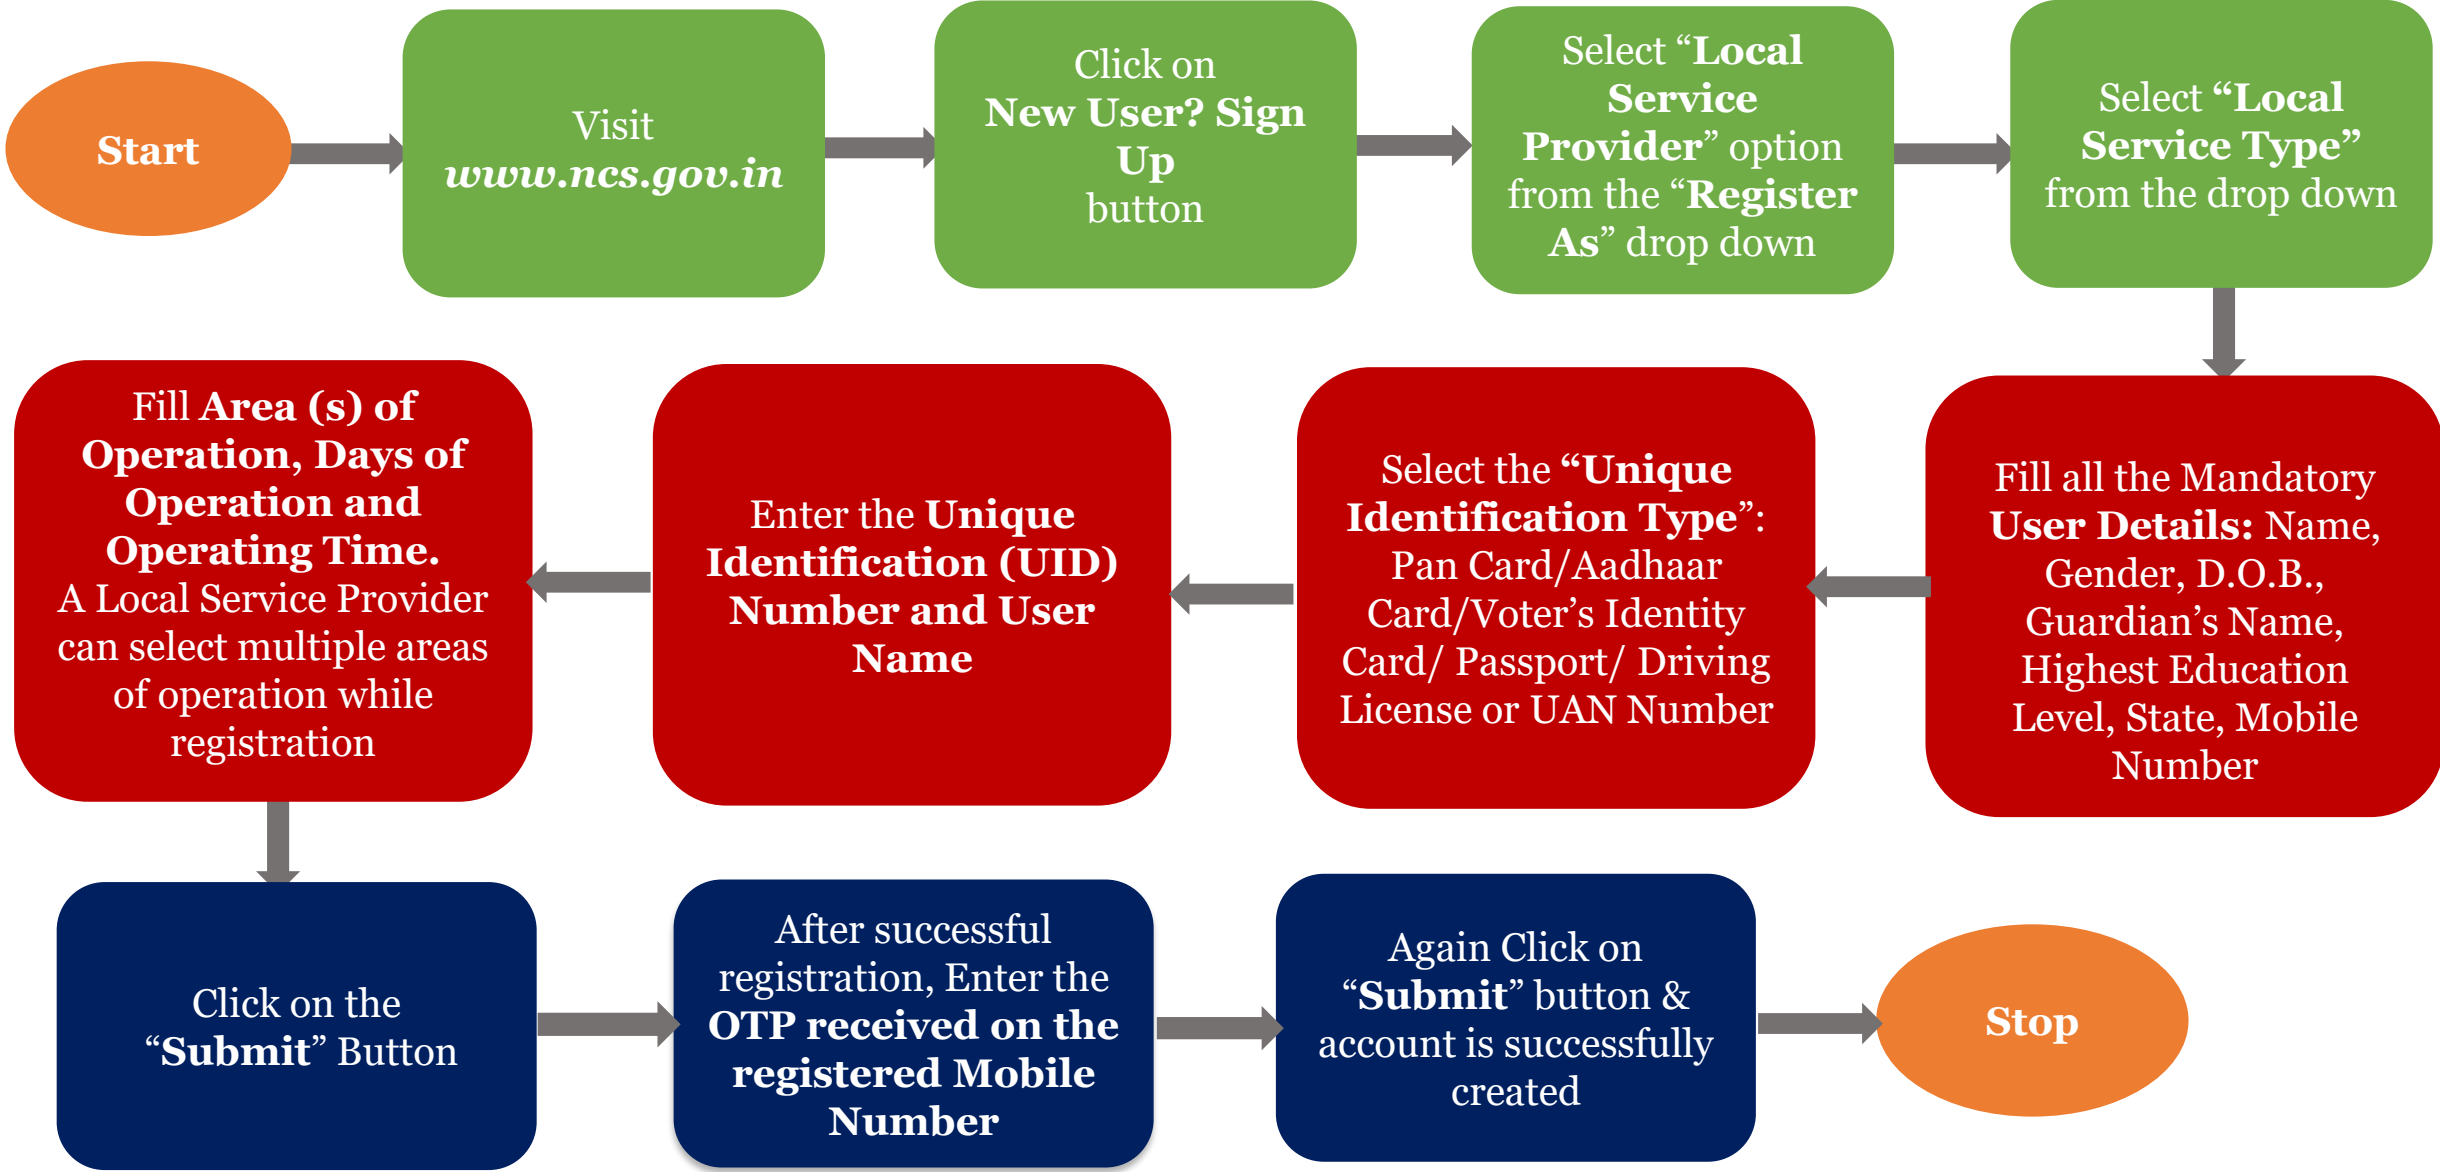 Start
Visit
www.ncs.gov.in
Click on
New User? Sign
Up
button
Select “Local
Service
Provider” option
from the “Register
As” drop down
Select “Local
Service Type”
from the drop down
Fill all the Mandatory
User Details: Name,
Gender, D.O.B.,
Guardian’s Name,
Highest Education
Level, State, Mobile
Number
Select the “Unique
Identification Type”:
Pan Card/Aadhaar
Card/Voter’s Identity
Card/ Passport/ Driving
License or UAN Number
Enter the Unique
Identification (UID)
Number and User
Name
Fill Area (s) of
Operation, Days of
Operation and
Operating Time.
A Local Service Provider
can select multiple areas
of operation while
registration
Click on the
“Submit” Button
After successful
registration, Enter the
OTP received on the
registered Mobile
Number
Again Click on
“Submit” button &
account is successfully
created
Stop